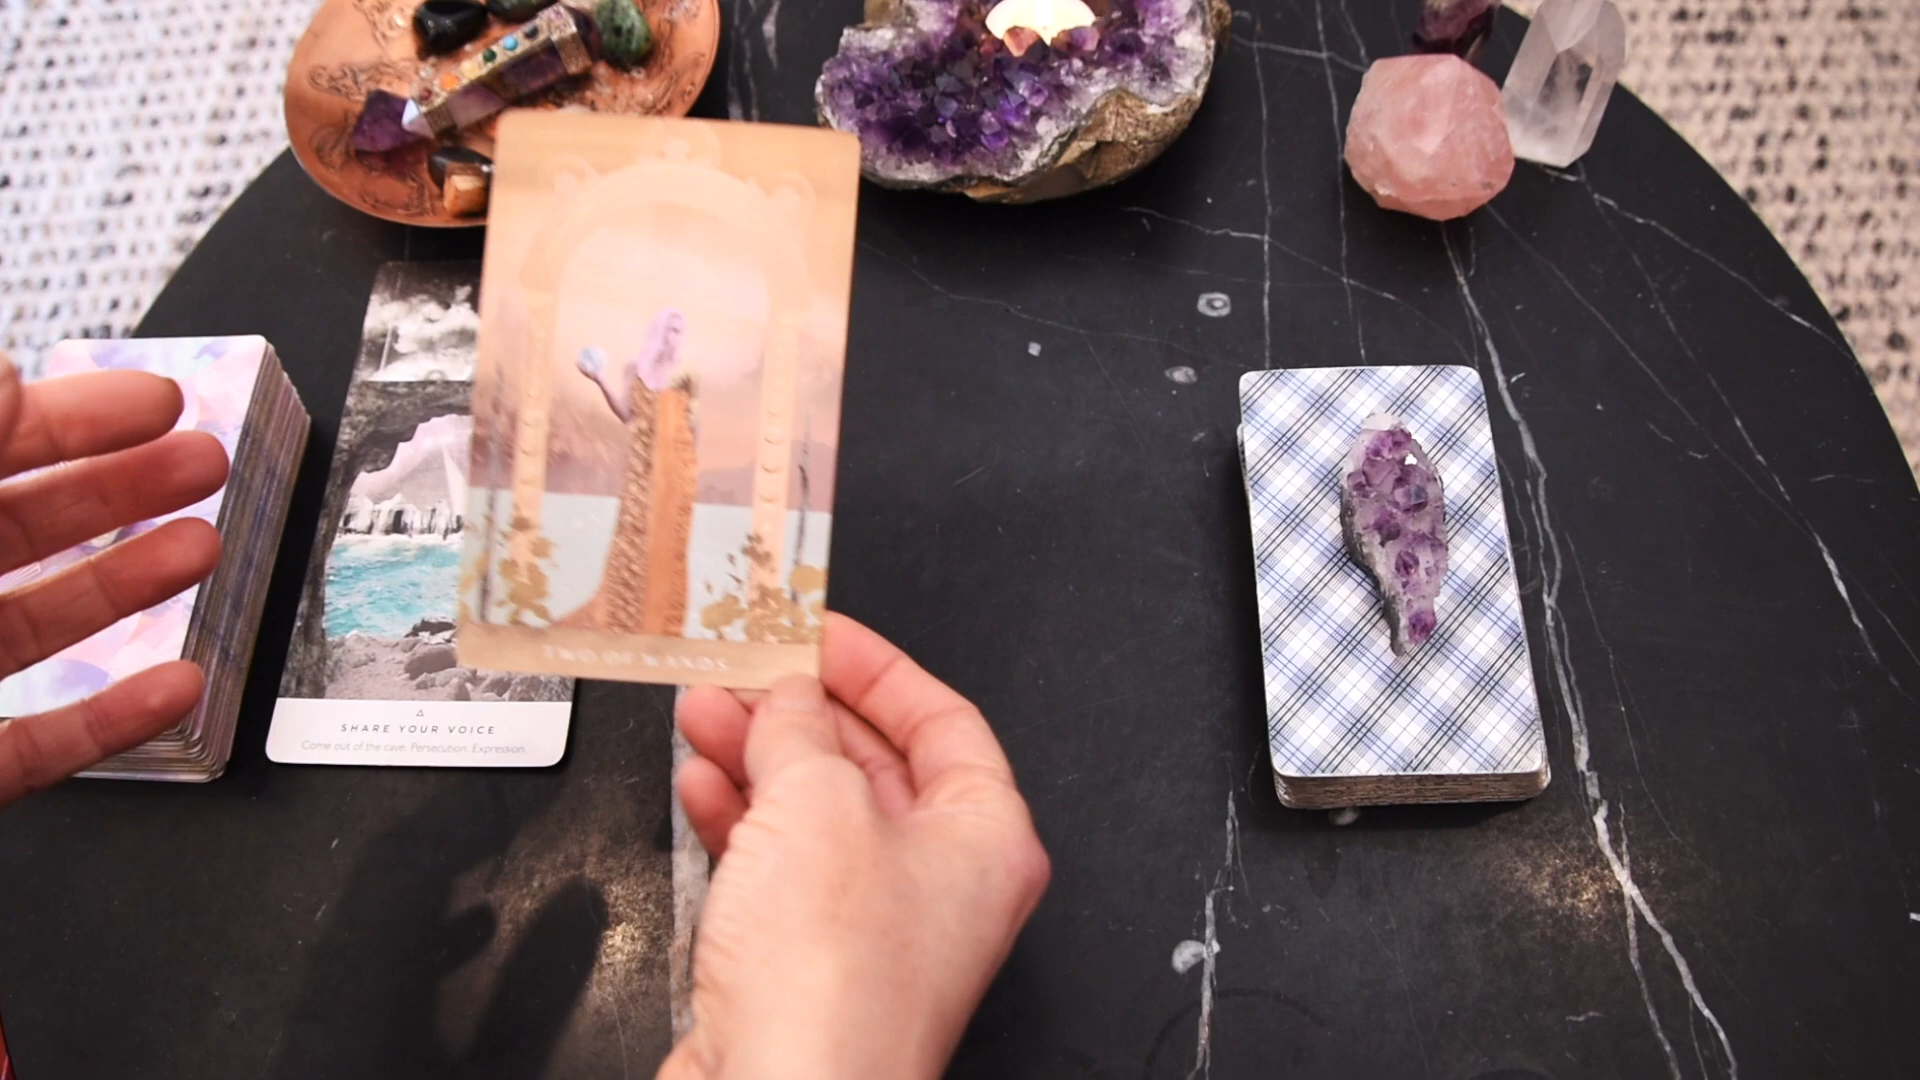 TWO OF WANDS
SHARE YOUR VOICE
Come out of the cave. Persecution. Expression.